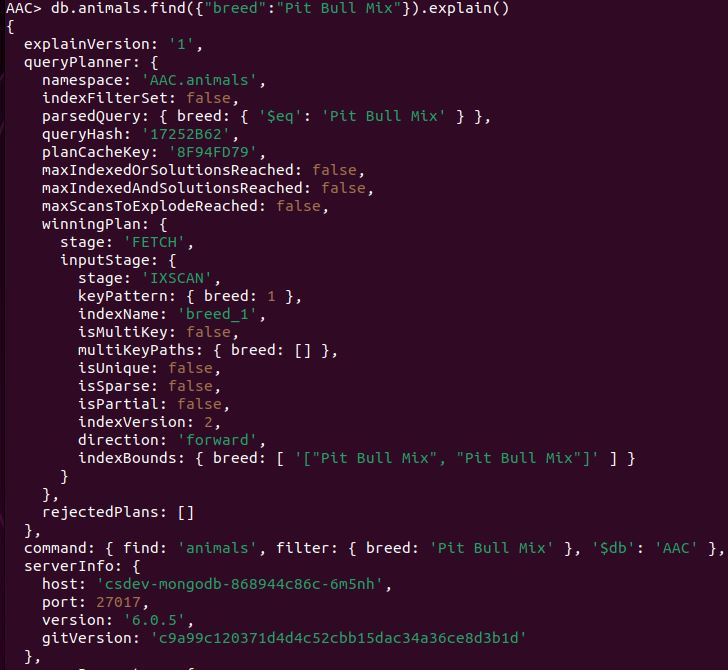 AAC> db.animals.find({"breed":"Pit Bull Mix"}).explain()
{
  explainVersion: '1',
  queryPlanner: {
    namespace: 'AAC.animals',
    indexFilterSet: false,
    parsedQuery: { breed: { '$eq': 'Pit Bull Mix' } },
    queryHash: '17252B62',
    planCacheKey: '8F94FD79',
    maxIndexedOrSolutionsReached: false,
    maxIndexedAndSolutionsReached: false,
    maxScansToExplodeReached: false,
    winningPlan: {
      stage: 'FETCH',
      inputStage: {
        stage: 'IXSCAN',
        keyPattern: { breed: 1 },
        indexName: 'breed_1',
        isMultiKey: false,
        multiKeyPaths: { breed: [] },
        isUnique: false,
        isSparse: false,
        isPartial: false,
        indexVersion: 2,
        direction: 'forward',
        indexBounds: { breed: [ '["Pit Bull Mix", "Pit Bull Mix"]' ] }
      }
    },
    rejectedPlans: []
  },
  command: { find: 'animals', filter: { breed: 'Pit Bull Mix' }, '$db': 'AAC' },
  serverInfo: {
    host: 'csdev-mongodb-868944c86c-6m5nh',
    port: 27017,
    version: '6.0.5',
    gitVersion: 'c9a99c120371d4d4c52cbb15dac34a36ce8d3b1d'
  },